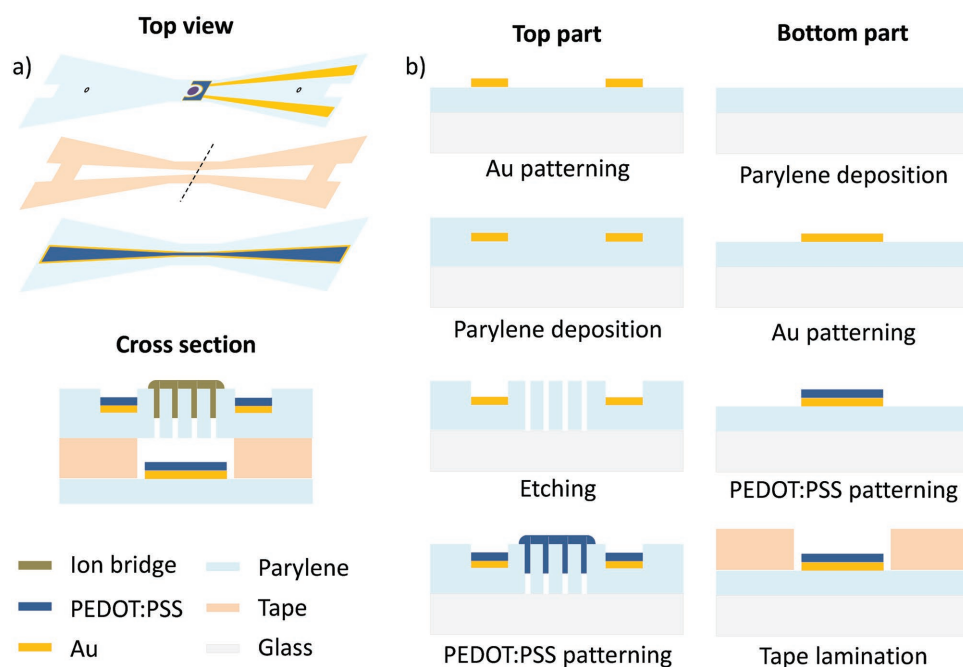 Top view
a)
Cross section
Ion bridge
PEDOT:PSS
Au
Parylene
Tape
Glass
b)
Top part
Bottom part
Au patterning
Parylene deposition
Parylene deposition
Au patterning
Etching
PEDOT:PSS patterning
PEDOT:PSS patterning
Tape lamination